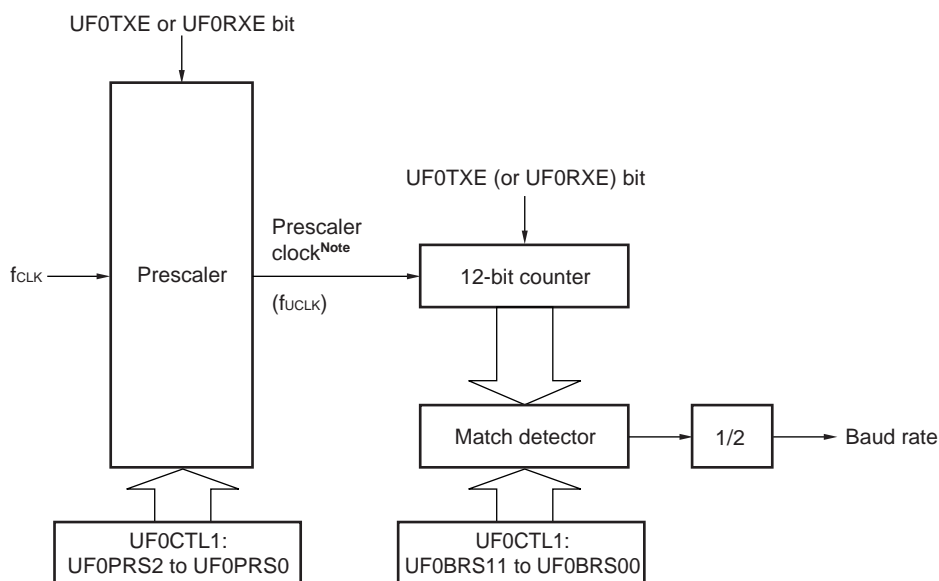 UF0TXE or UF0RXE bit
UF0TXE (or UF0RXE) bit
Prescaler
clockNote
fCLK
Prescaler
12-bit counter
(fUCLK)
Match detector
1/2
Baud rate
UF0CTL1:
UF0PRS2 to UF0PRS0
UF0CTL1:
UF0BRS11 to UF0BRS00